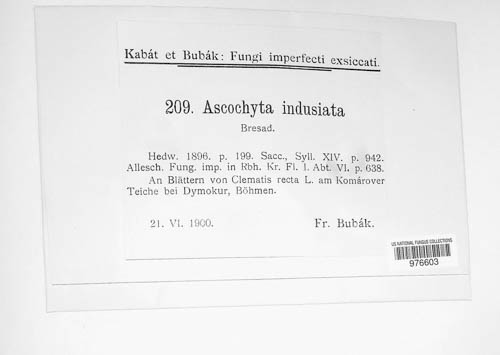 Kabát et Bubák: Fungi imperfecti exsiccati.
209. Ascochyta indusiata
Bresad.
Hedw. 1896. p. 199. Sacc., Syll. XIV. p. 942.
Allesch. Fung. imp. in Rbh. Kr. Fl. I. Abt. VI. p. 638.
An Blättern von Clematis recta L. am Komárover
Teiche bei Dymokur, Böhmen.
21. VI. 1900. Fr. Bubák.
US NATIONAL FUNGUS COLLECTIONS
976603